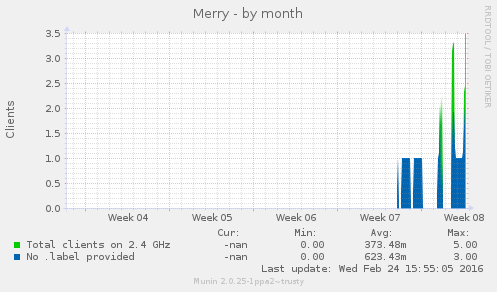 Merry - by month
RRDTOOL / TOBI OETIKER
Clients
3.5
3.0
2.5
2.0
1.5
1.0
0.5
0.0
Week 04 Week 05 Week 06 Week 07 Week 08
Cur: Min: Avg: Max:
Total clients on 2.4 GHz -nan 0.00 373.48m 5.00
No .label provided -nan 0.00 623.43m 3.00
Last update: Wed Feb 24 15:55:05 2016
Munin 2.0.25-1ppa2~trusty